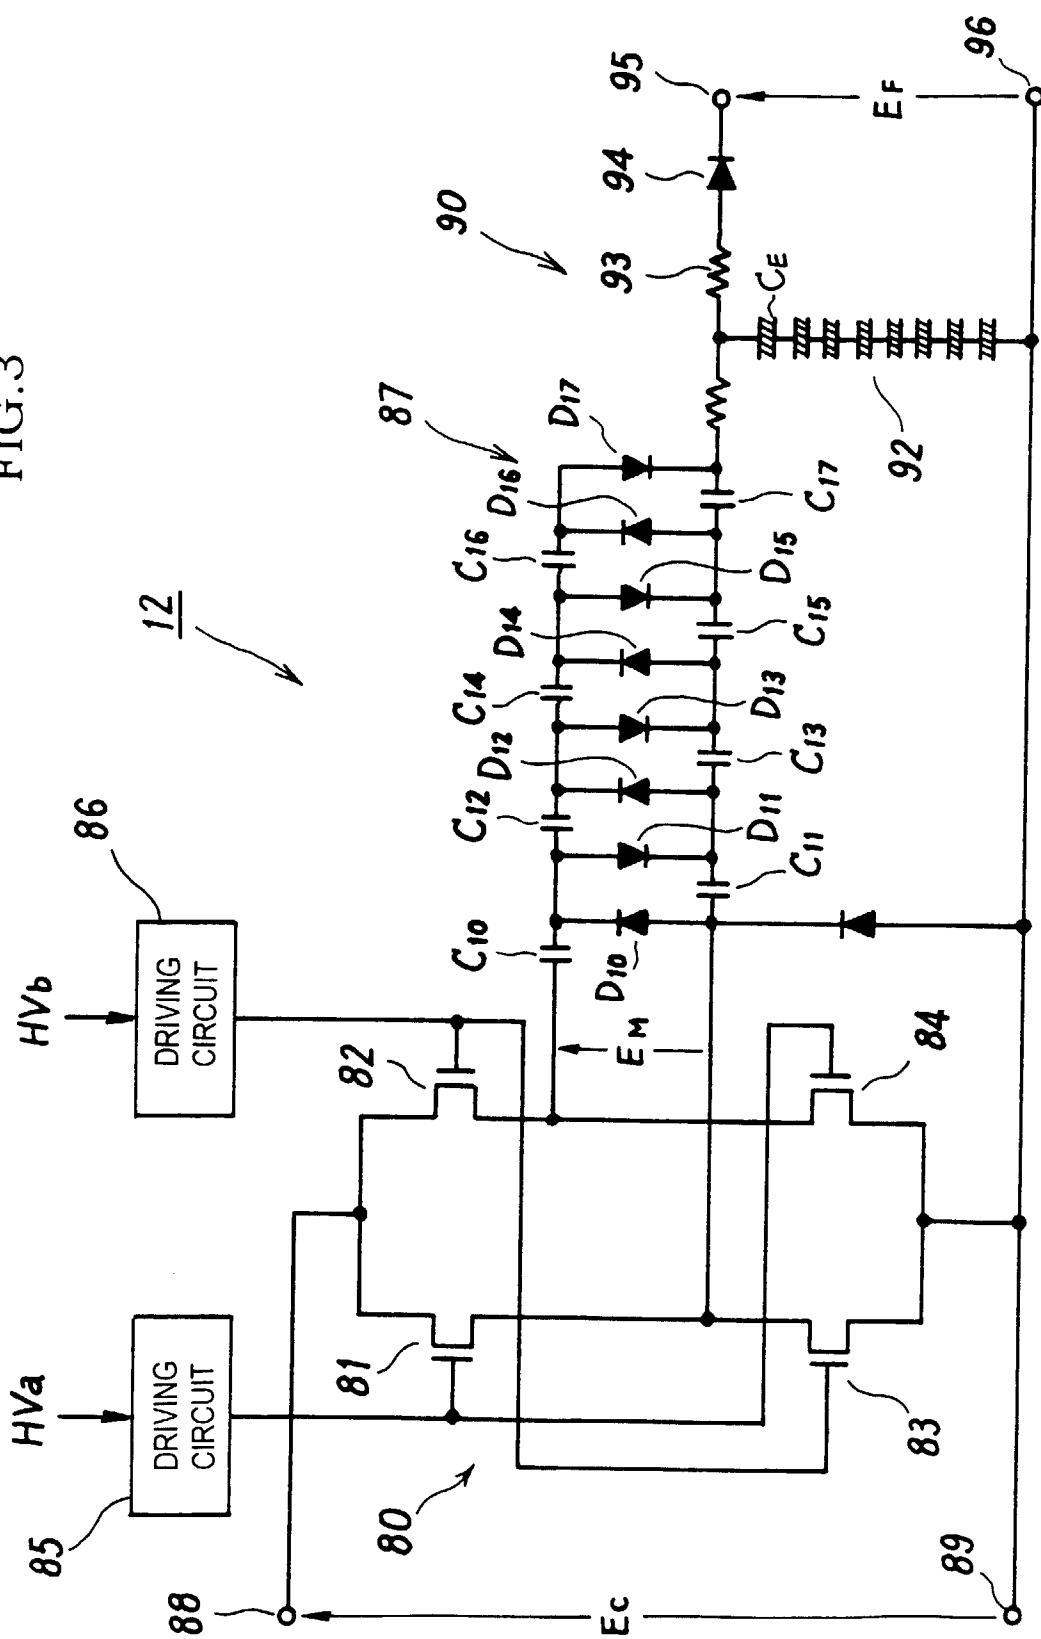 FIG.3
12
HVa
HVb
85
DRIVING
CIRCUIT
86
DRIVING
CIRCUIT
88
80
81
82
83
84
EC
89
EM
87
C10
C12
C14
C16
D10
D11
D12
D13
D14
D15
D16
D17
C11
C13
C15
C17
90
92
CE
93
94
95
EF
96